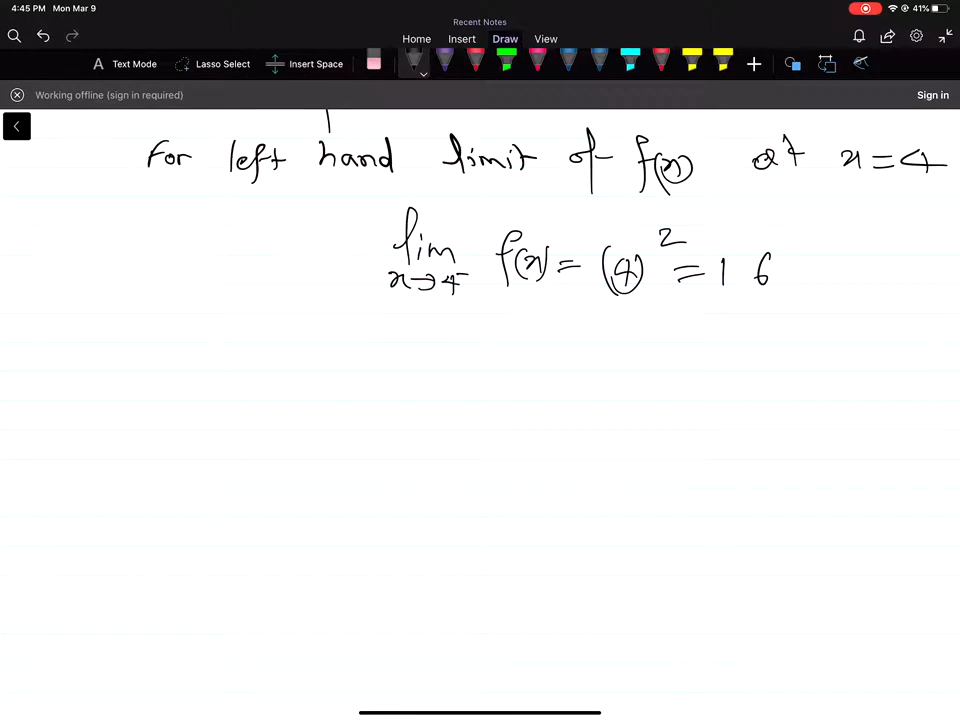 4:45 PM Mon Mar 9
41%
Recent Notes
Home Insert Draw View
Text Mode Lasso Select Insert Space
Working offline (sign in required) Sign in
For left hand limit of f(x) at x = 4
lim x→4⁻ f(x) = (4)² = 16